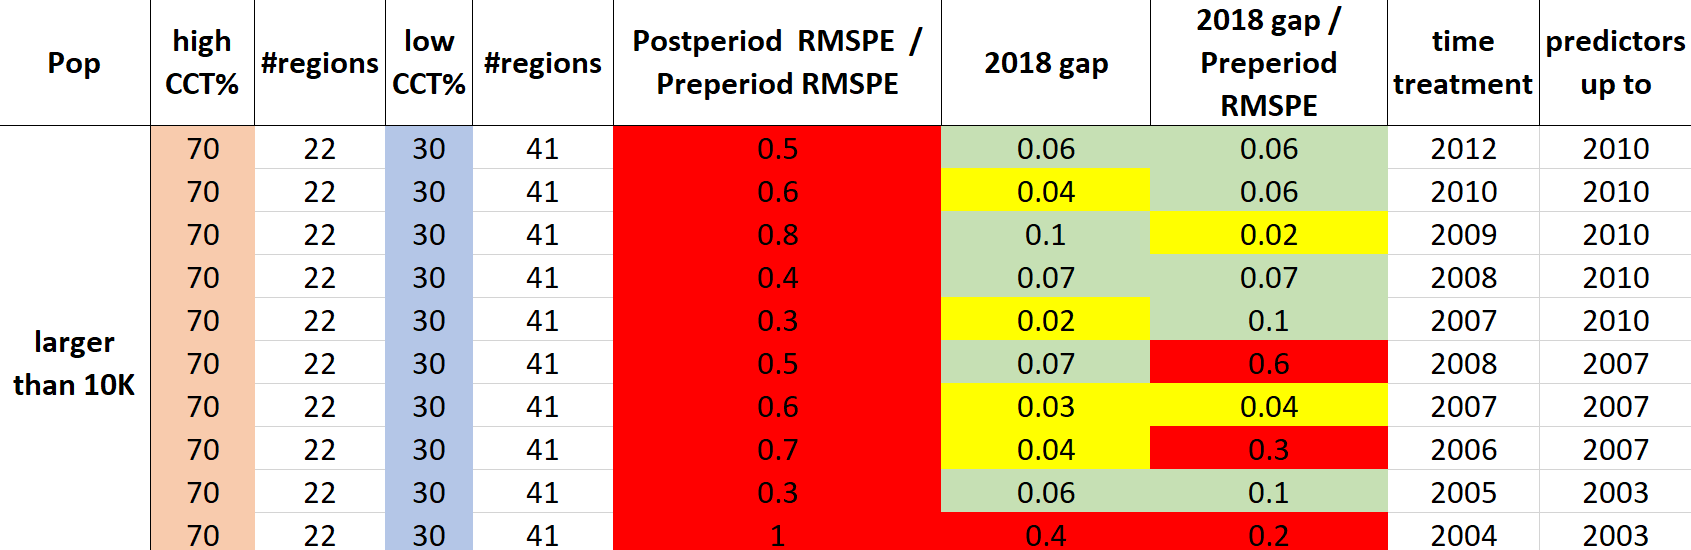 Pop high CCT% #regions low CCT% #regions Postperiod RMSPE / Preperiod RMSPE 2018 gap 2018 gap / Preperiod RMSPE time treatment predictors up to
larger than 10K
70 22 30 41 0.5 0.06 0.06 2012 2010
70 22 30 41 0.6 0.04 0.06 2010 2010
70 22 30 41 0.8 0.1 0.02 2009 2010
70 22 30 41 0.4 0.07 0.07 2008 2010
70 22 30 41 0.3 0.02 0.1 2007 2010
70 22 30 41 0.5 0.07 0.6 2008 2007
70 22 30 41 0.6 0.03 0.04 2007 2007
70 22 30 41 0.7 0.04 0.3 2006 2007
70 22 30 41 0.3 0.06 0.1 2005 2003
70 22 30 41 1 0.4 0.2 2004 2003